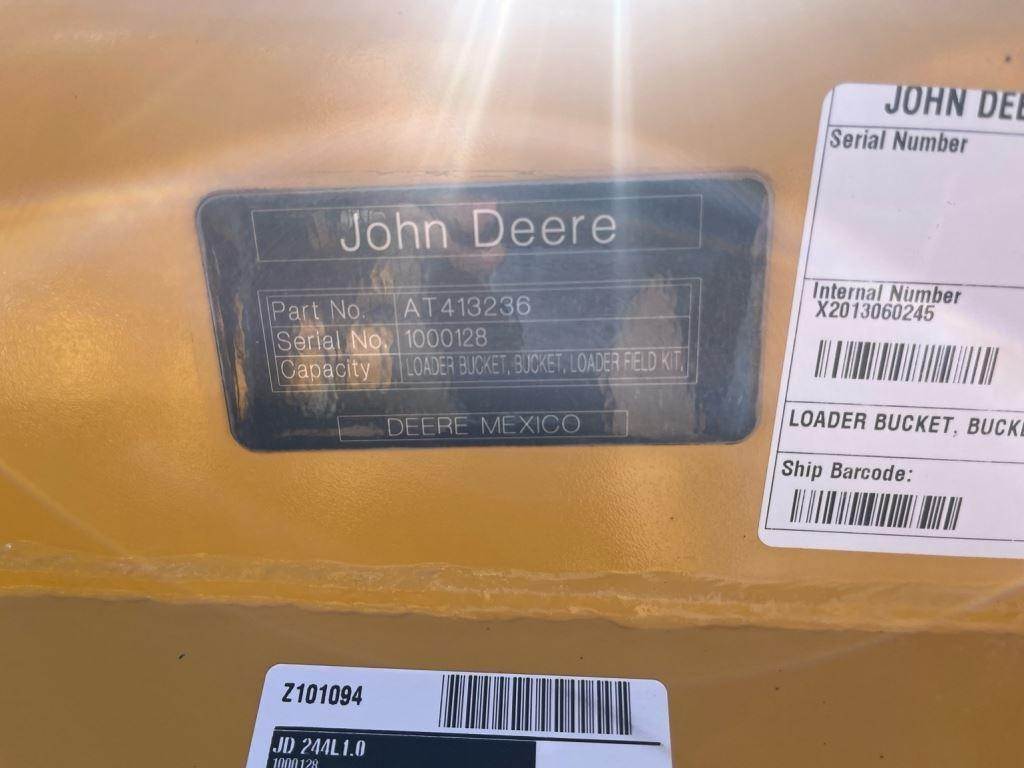 John Deere
Part No. AT413236
Serial No. 1000128
Capacity LOADER BUCKET, BUCKET, LOADER FIELD KIT,
DEERE MEXICO
JOHN DEE
Serial Number
Internal Number
X2013060245
LOADER BUCKET, BUCKE
Ship Barcode:
Z101094
JD 244L1.0
1000128